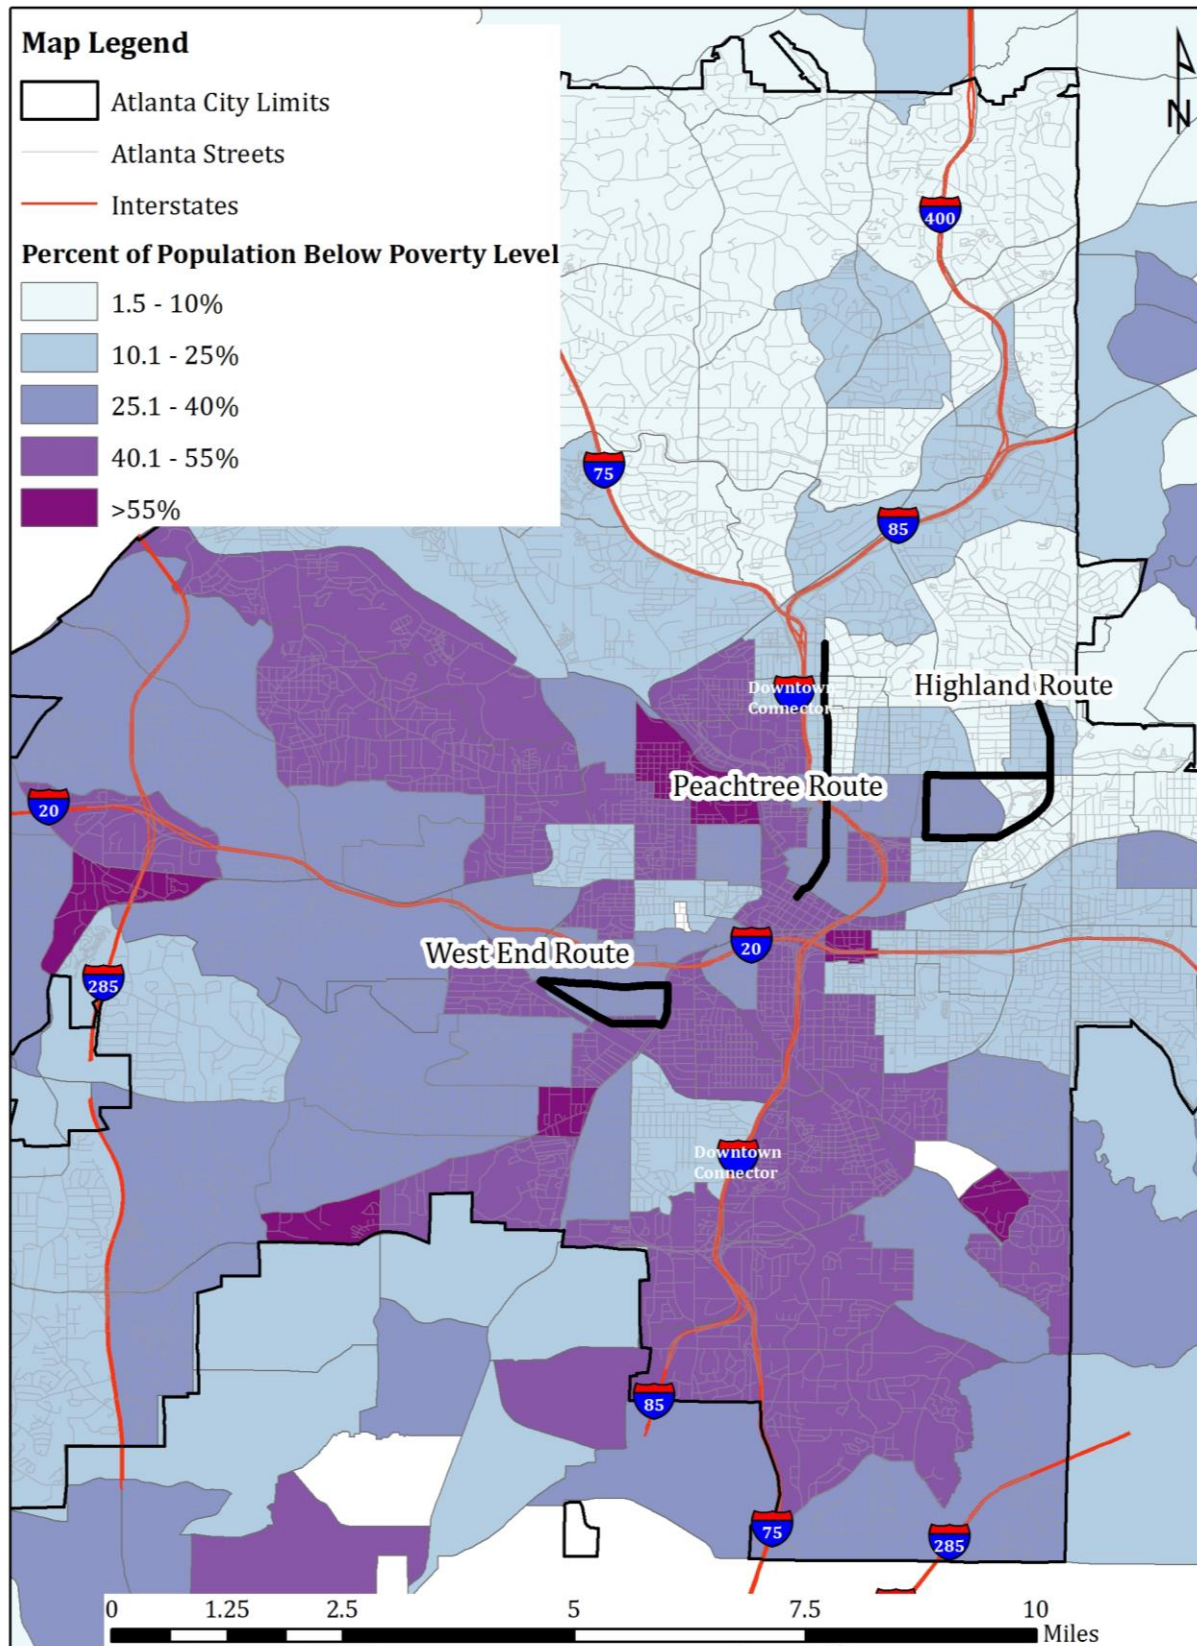 Map Legend
Atlanta City Limits
Atlanta Streets
Interstates
Percent of Population Below Poverty Level
1.5 - 10%
10.1 - 25%
25.1 - 40%
40.1 - 55%
>55%
N
400
75
85
Downtown
Connector
Highland Route
Peachtree Route
20
West End Route
20
285
Downtown
Connector
85
75
285
0 1.25 2.5 5 7.5 10
Miles